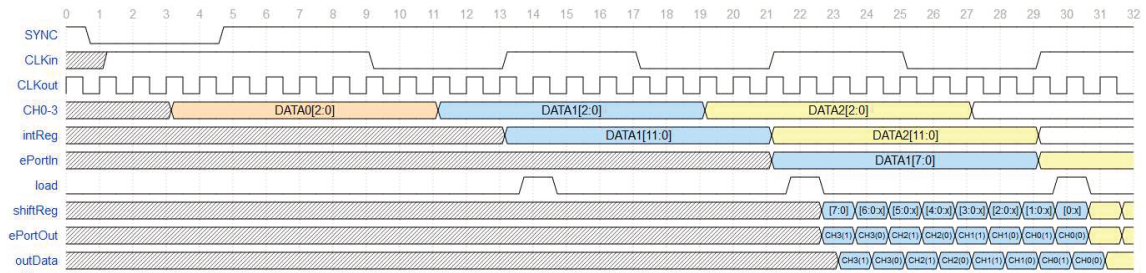 0 1 2 3 4 5 6 7 8 9 10 11 12 13 14 15 16 17 18 19 20 21 22 23 24 25 26 27 28 29 30 31 32
SYNC
CLKin
CLKout
CH0-3 DATA0[2:0] DATA1[2:0] DATA2[2:0]
intReg DATA1[11:0] DATA2[11:0]
ePortIn DATA1[7:0]
load
shiftReg [7:0] [6:0:x] [5:0:x] [4:0:x] [3:0:x] [2:0:x] [1:0:x] [0:x]
ePortOut CH3(1) CH3(0) CH2(1) CH2(0) CH1(1) CH1(0) CH0(1) CH0(0)
outData CH3(1) CH3(0) CH2(1) CH2(0) CH1(1) CH1(0) CH0(1) CH0(0)